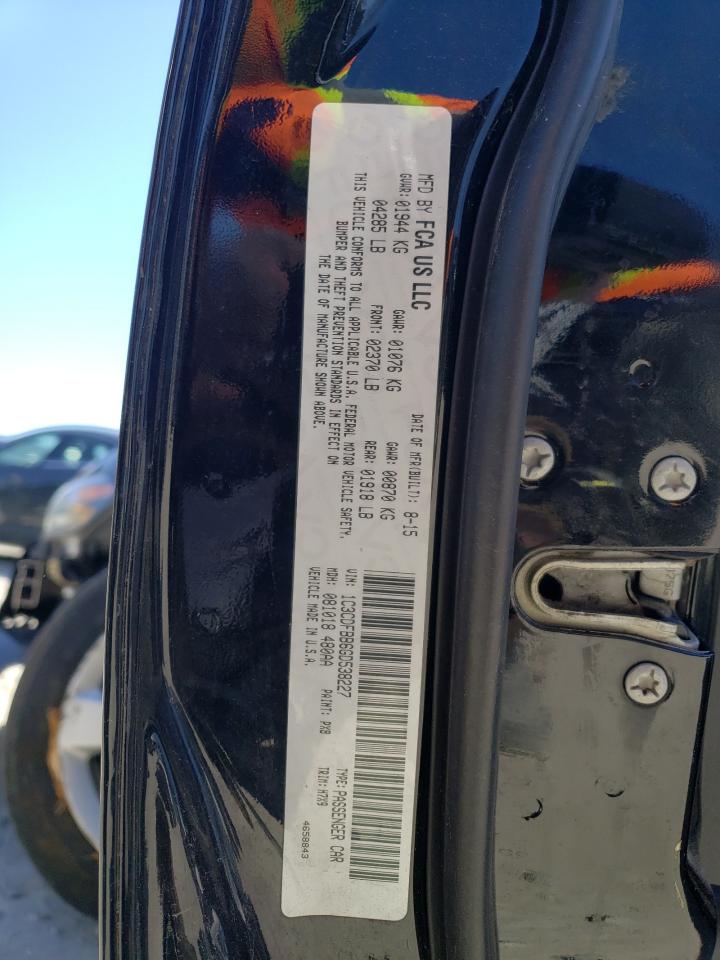 MFD BY FCA US LLC
DATE OF MFR(BUILT): 8-15
GVWR: 01944 KG
GAWR: 01076 KG
GAWR: 00870 KG
04285 LB
FRONT: 02370 LB
REAR: 01918 LB
THIS VEHICLE CONFORMS TO ALL APPLICABLE U.S.A. FEDERAL MOTOR VEHICLE SAFETY,
BUMPER AND THEFT PREVENTION STANDARDS IN EFFECT ON
THE DATE OF MANUFACTURE SHOWN ABOVE.
VIN: 1C3CDFBB6GD538227
TYPE: PASSENGER CAR
MDH: 081018 480AA
PAINT: PX8
TRIM: H7X9
VEHICLE MADE IN U.S.A.
4658843